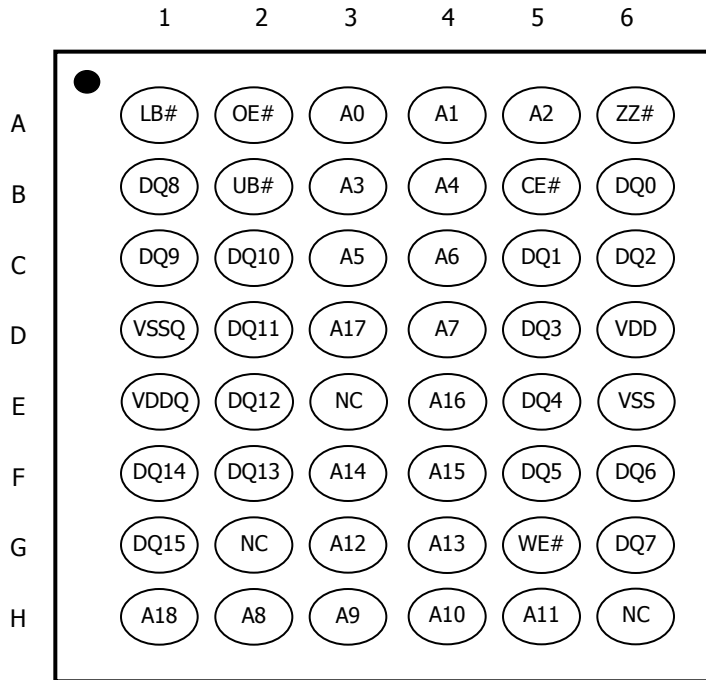 1 2 3 4 5 6
A LB# OE# A0 A1 A2 ZZ#
B DQ8 UB# A3 A4 CE# DQ0
C DQ9 DQ10 A5 A6 DQ1 DQ2
D VSSQ DQ11 A17 A7 DQ3 VDD
E VDDQ DQ12 NC A16 DQ4 VSS
F DQ14 DQ13 A14 A15 DQ5 DQ6
G DQ15 NC A12 A13 WE# DQ7
H A18 A8 A9 A10 A11 NC